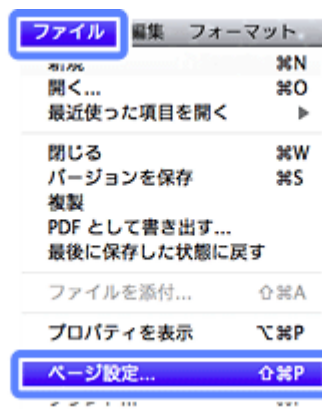 ファイル 編集 フォーマット
新規 ⌘N
開く... ⌘O
最近使った項目を開く ▶
閉じる ⌘W
バージョンを保存 ⌘S
複製
PDF として書き出す...
最後に保存した状態に戻す
ファイルを添付... ⇧⌘A
プロパティを表示 ⌥⌘P
ページ設定... ⇧⌘P